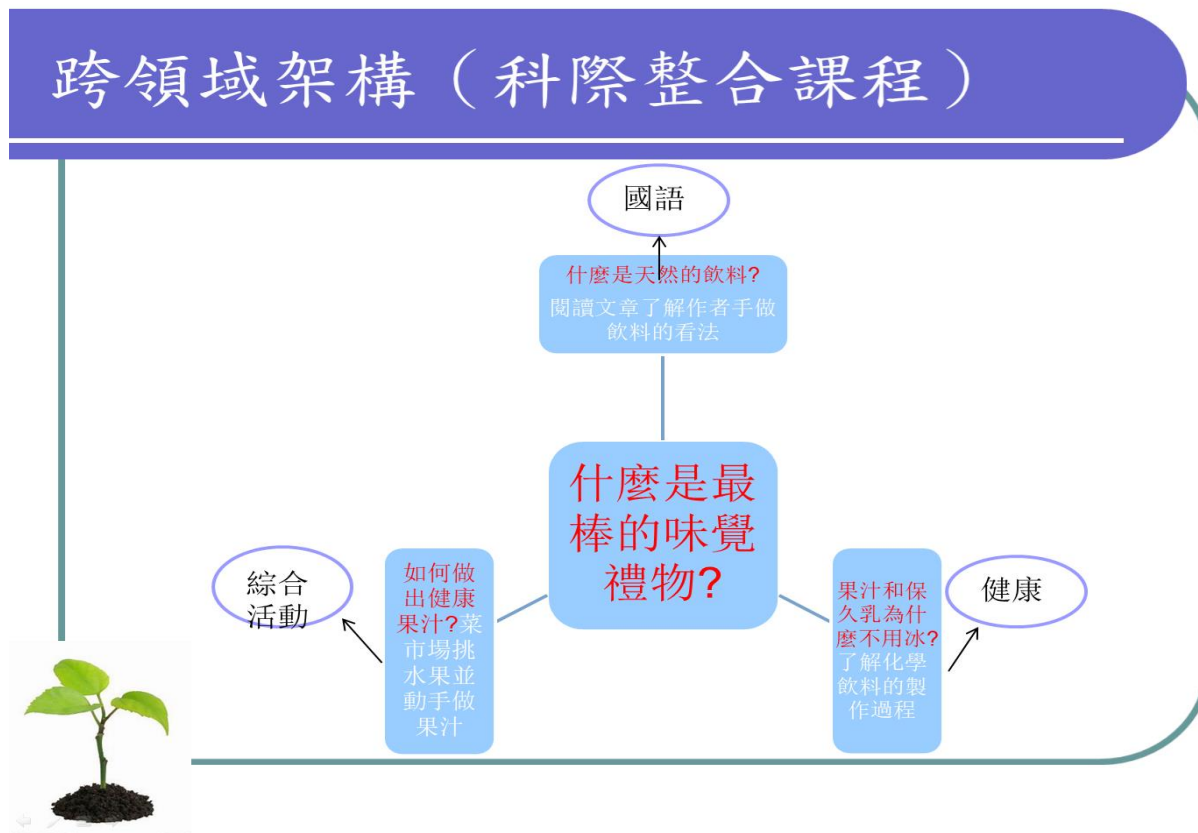 跨領域架構（科際整合課程）
國語
什麼是天然的飲料?
閱讀文章了解作者手做
飲料的看法
什麼是最
棒的味覺
禮物?
綜合
活動
如何做
出健康
果汁?菜
市場挑
水果並
動手做
果汁
果汁和保
久乳為什
麼不用冰?
了解化學
飲料的製
作過程
健康